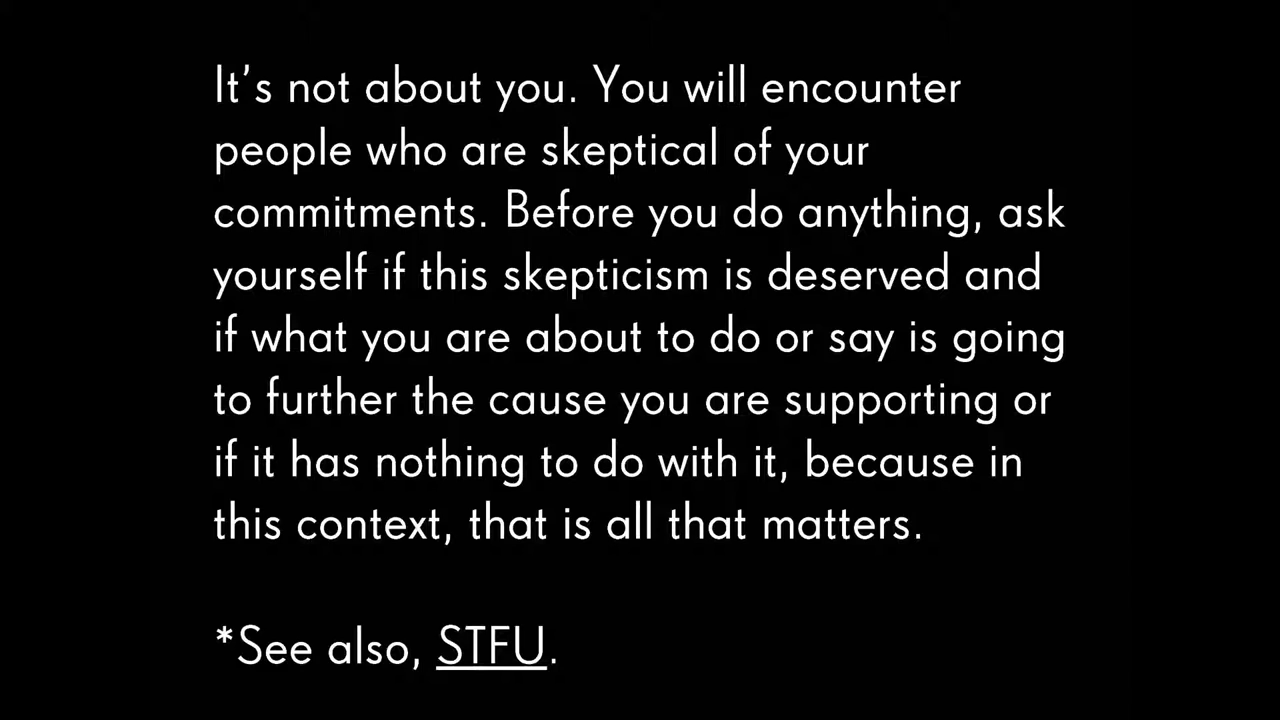 It’s not about you. You will encounter
people who are skeptical of your
commitments. Before you do anything, ask
yourself if this skepticism is deserved and
if what you are about to do or say is going
to further the cause you are supporting or
if it has nothing to do with it, because in
this context, that is all that matters.
*See also, STFU.